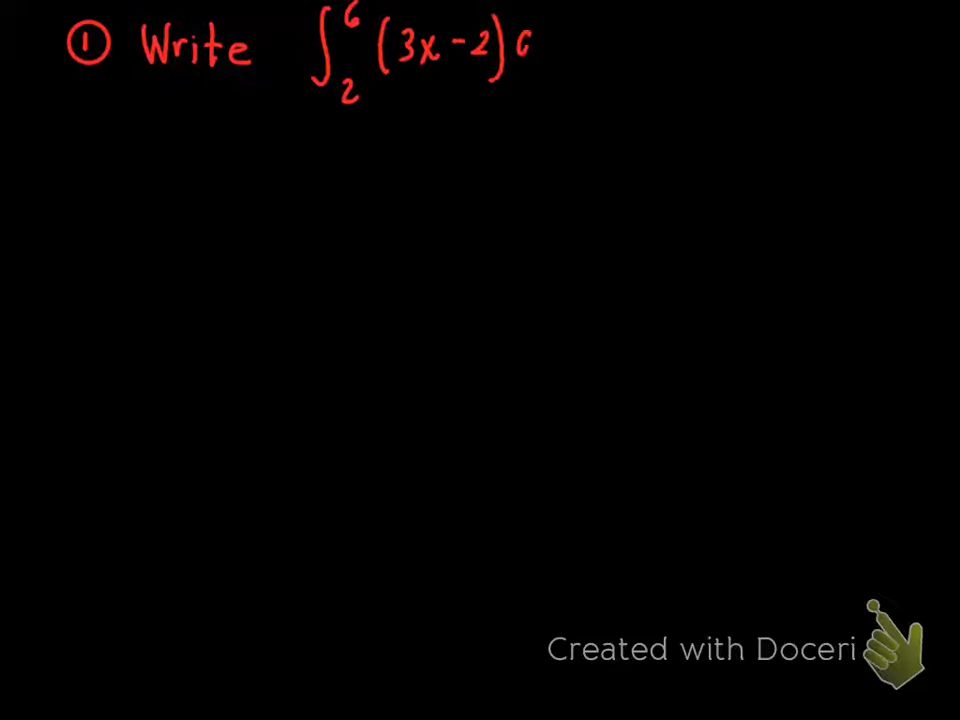 ① Write ∫₂⁶ (3x - 2) d
Created with Doceri